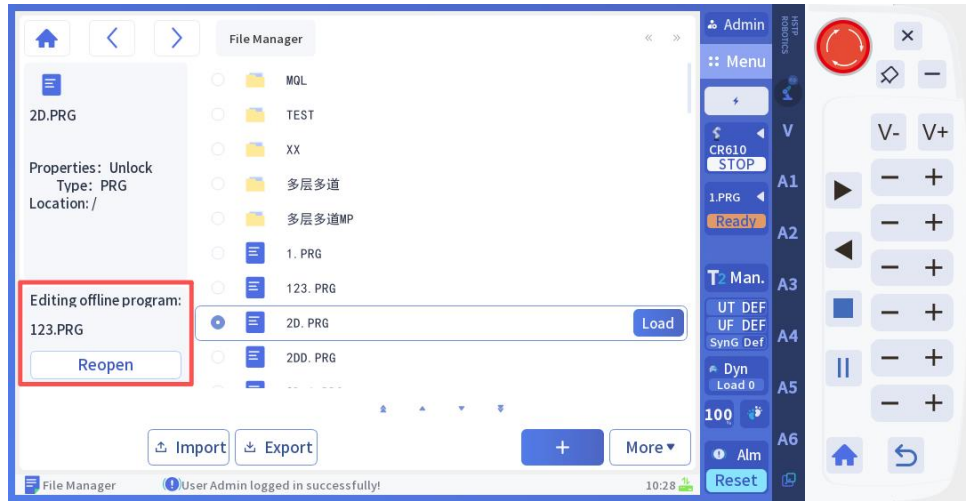 File Manager
«
»
2D.PRG
Properties: Unlock
Type: PRG
Location: /
Editing offline program:
123.PRG
Reopen
MQL
TEST
XX
多层多道
多层多道MP
1. PRG
123. PRG
2D. PRG
Load
2DD. PRG
Import
Export
+
More▼
File Manager
User Admin logged in successfully!
10:28
Admin
Menu
CR610
STOP
1.PRG
Ready
T2 Man.
UT DEF
UF DEF
SynG Def
Dyn
Load 0
100%
Alm
Reset
HSTP
ROBOTICS
V
A1
A2
A3
A4
A5
A6
×
−
V- V+
− +
− +
− +
− +
− +
− +